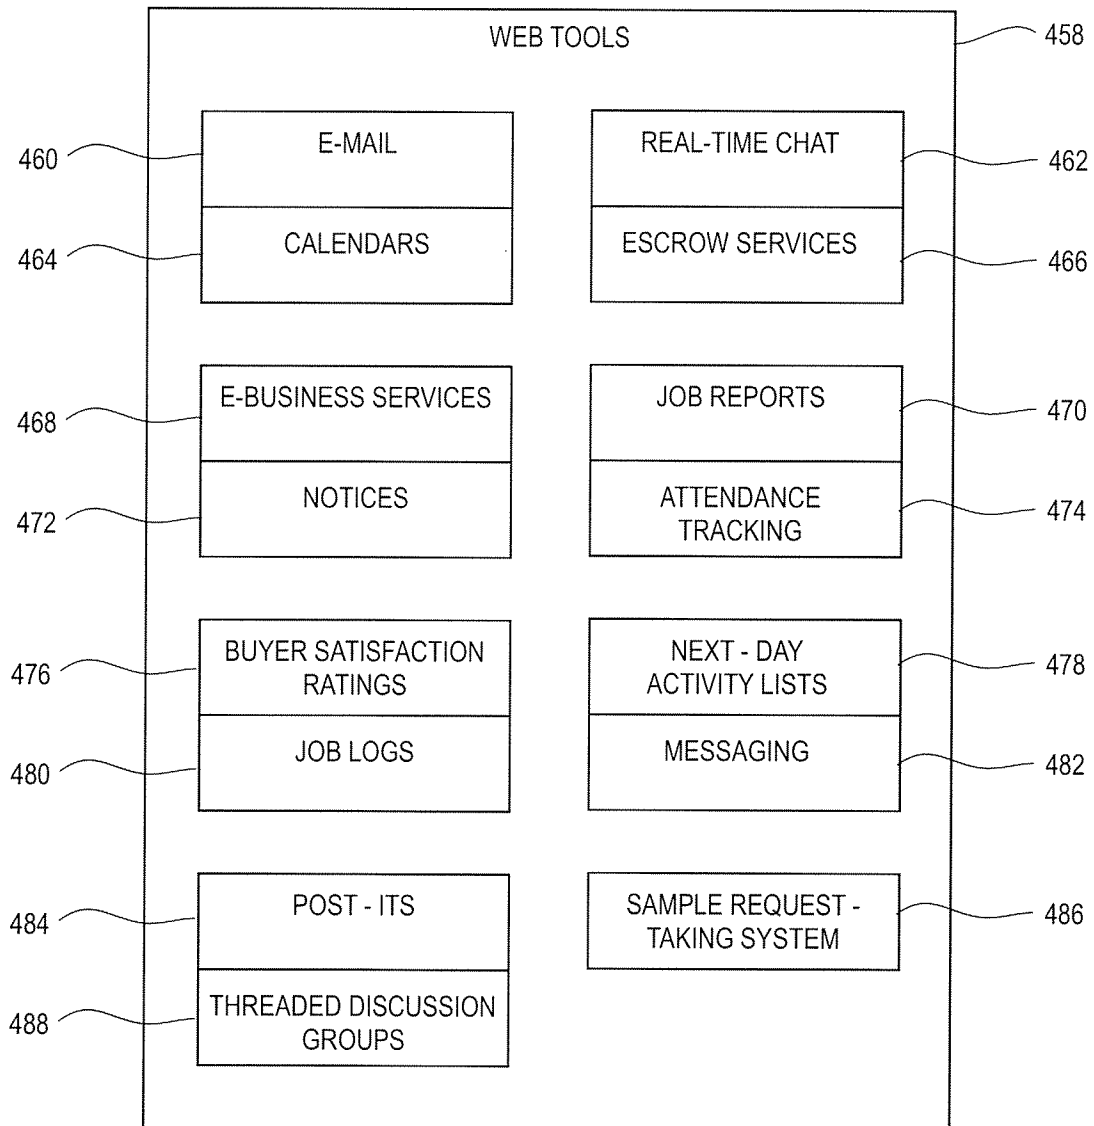 WEB TOOLS
458
E-MAIL
460
REAL-TIME CHAT
462
CALENDARS
464
ESCROW SERVICES
466
E-BUSINESS SERVICES
468
JOB REPORTS
470
NOTICES
472
ATTENDANCE
TRACKING
474
BUYER SATISFACTION
RATINGS
476
NEXT - DAY
ACTIVITY LISTS
478
JOB LOGS
480
MESSAGING
482
POST - ITS
484
SAMPLE REQUEST -
TAKING SYSTEM
486
THREADED DISCUSSION
GROUPS
488